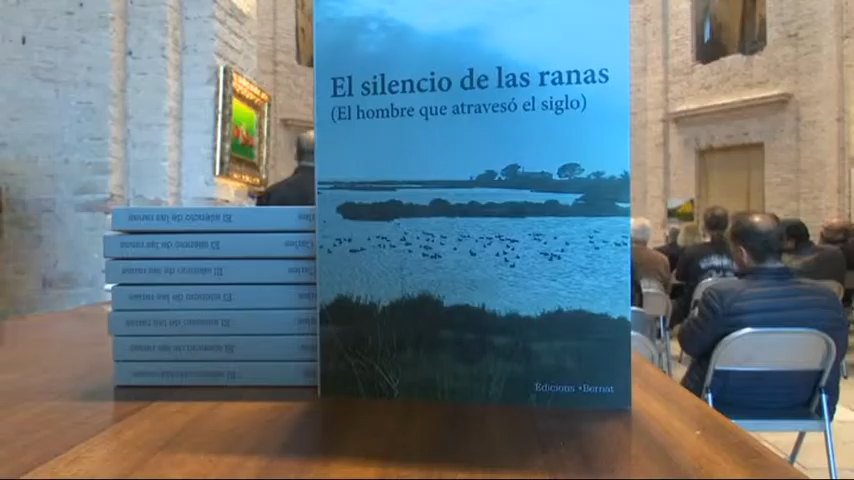 El silencio de las ranas
(El hombre que atravesó el siglo)
Edicions •Bernat
El silencio de las ranas
El silencio de las ranas Carles
El silencio de las ranas Carles
El silencio de las ranas
El silencio de las ranas
El silencio de las ranas
El silencio de las ranas